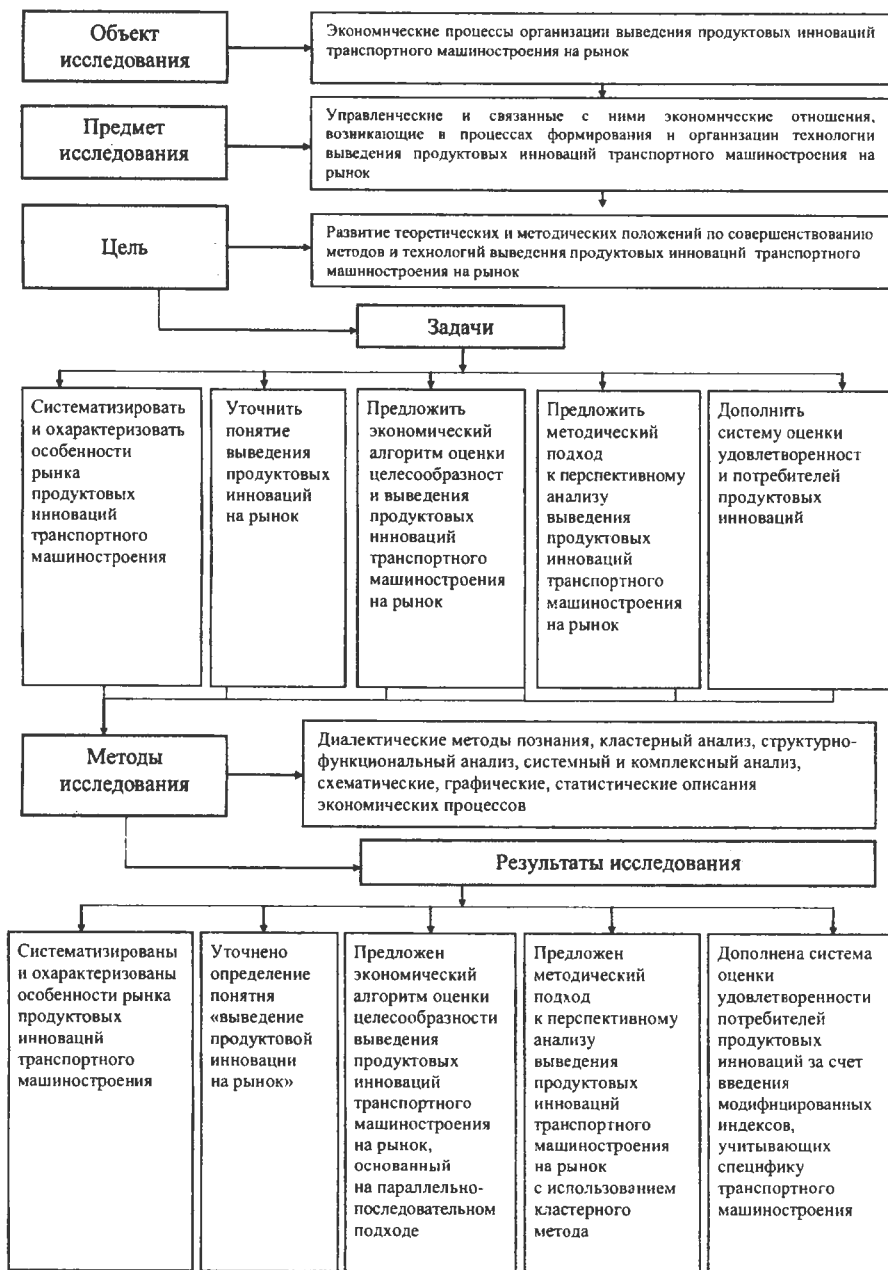 Объект
исследования
Экономические процессы организации выведения продуктовых инноваций
транспортного машиностроения на рынок
Предмет
исследования
Управленческие и связанные с ними экономические отношения,
возникающие в процессах формирования и организации технологии
выведения продуктовых инноваций транспортного машиностроения на
рынок
Цель
Развитие теоретических и методических положений по совершенствованию
методов и технологий выведения продуктовых инноваций транспортного
машиностроения на рынок
Задачи
Систематизировать
и охарактеризовать
особенности
рынка
продуктовых
инноваций
транспортного
машиностроения
Уточнить
понятие
выведения
продуктовых
инноваций
на рынок
Предложить
экономический
алгоритм оценки
целесообразност
и выведения
продуктовых
инноваций
транспортного
машиностроения
на рынок
Предложить
методический
подход
к перспективному
анализу
выведения
продуктовых
инноваций
транспортного
машиностроения
на рынок
Дополнить
систему оценки
удовлетворенност
и потребителей
продуктовых
инноваций
Методы
исследования
Диалектические методы познания, кластерный анализ, структурно-
функциональный анализ, системный и комплексный анализ,
схематические, графические, статистические описания
экономических процессов
Результаты исследования
Систематизированы
и охарактеризованы
особенности рынка
продуктовых
инноваций
транспортного
машиностроения
Уточнено
определение
понятия
«выведение
продуктовой
инновации
на рынок»
Предложен
экономический
алгоритм оценки
целесообразности
выведения
продуктовых
инноваций
транспортного
машиностроения
на рынок,
основанный
на параллельно-
последовательном
подходе
Предложен
методический
подход
к перспективному
анализу
выведения
продуктовых
инноваций
транспортного
машиностроения
на рынок
с использованием
кластерного
метода
Дополнена система
оценки
удовлетворенности
потребителей
продуктовых
инноваций за счет
введения
модифицированных
индексов,
учитывающих
специфику
транспортного
машиностроения